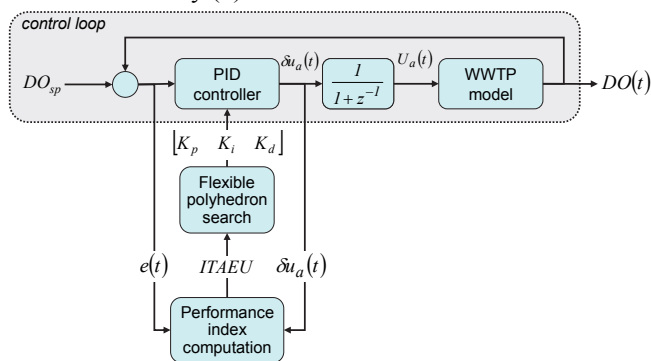 control loop
DO_sp
PID
controller
δu_a(t)
1
1+z^-1
U_a(t)
WWTP
model
DO(t)
[K_p K_i K_d]
Flexible
polyhedron
search
e(t)
ITAEU
δu_a(t)
Performance
index
computation